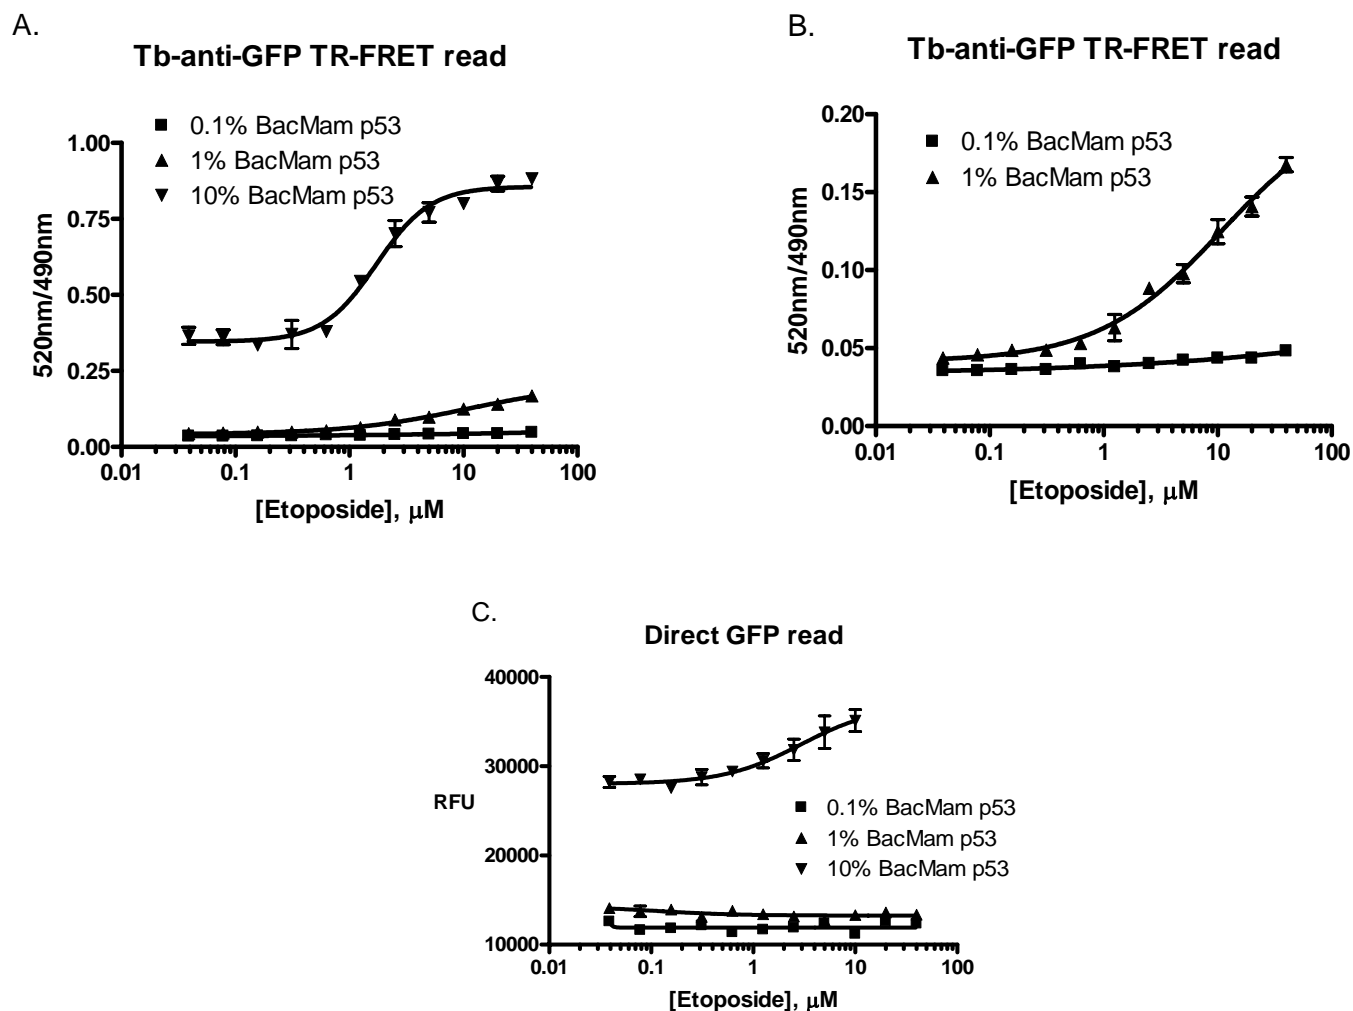 A.
Tb-anti-GFP TR-FRET read
0.1% BacMam p53
1% BacMam p53
10% BacMam p53
1.00
0.75
0.50
0.25
0.00
520nm/490nm
0.01
0.1
1
10
100
[Etoposide], μM
B.
Tb-anti-GFP TR-FRET read
0.1% BacMam p53
1% BacMam p53
0.20
0.15
0.10
0.05
0.00
520nm/490nm
0.01
0.1
1
10
100
[Etoposide], μM
C.
Direct GFP read
40000
30000
20000
10000
RFU
0.1% BacMam p53
1% BacMam p53
10% BacMam p53
0.01
0.1
1
10
100
[Etoposide], μM